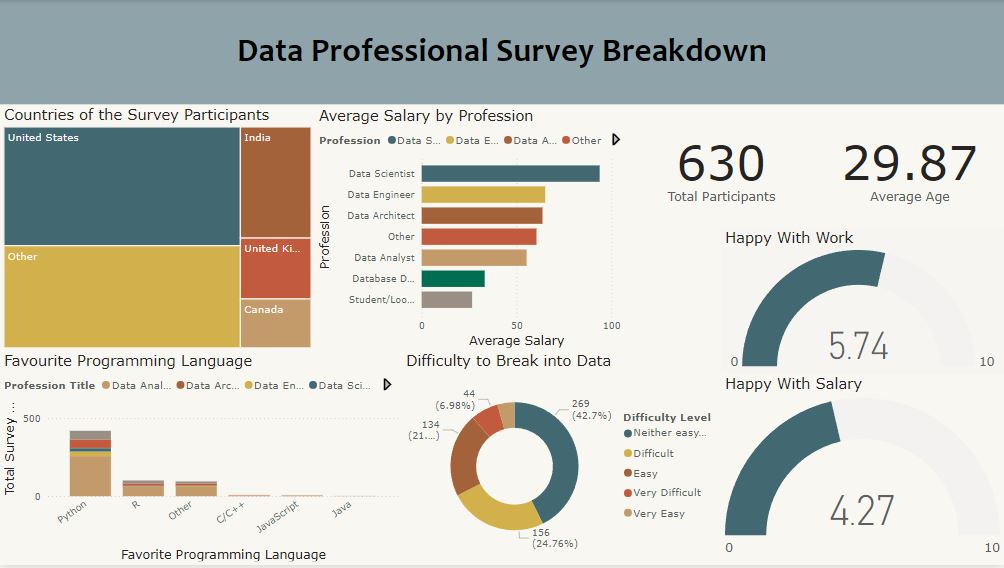 Data Professional Survey Breakdown
Countries of the Survey Participants
United States
India
Other
United Ki...
Canada
Average Salary by Profession
Profession Data S... Data E... Data A... Other
Profession
Data Scientist
Data Engineer
Data Architect
Other
Data Analyst
Database D...
Student/Loo...
0 50 100
Average Salary
630
Total Participants
29.87
Average Age
Happy With Work
5.74
0 10
Favourite Programming Language
Profession Title Data Anal... Data Arc... Data En... Data Sci...
Total Survey ...
500
0
Python R Other C/C++ JavaScript Java
Favorite Programming Language
Difficulty to Break into Data
44
(6.98%)
269
(42.7%)
134
(21....)
156
(24.76%)
Difficulty Level
Neither easy...
Difficult
Easy
Very Difficult
Very Easy
Happy With Salary
4.27
0 10